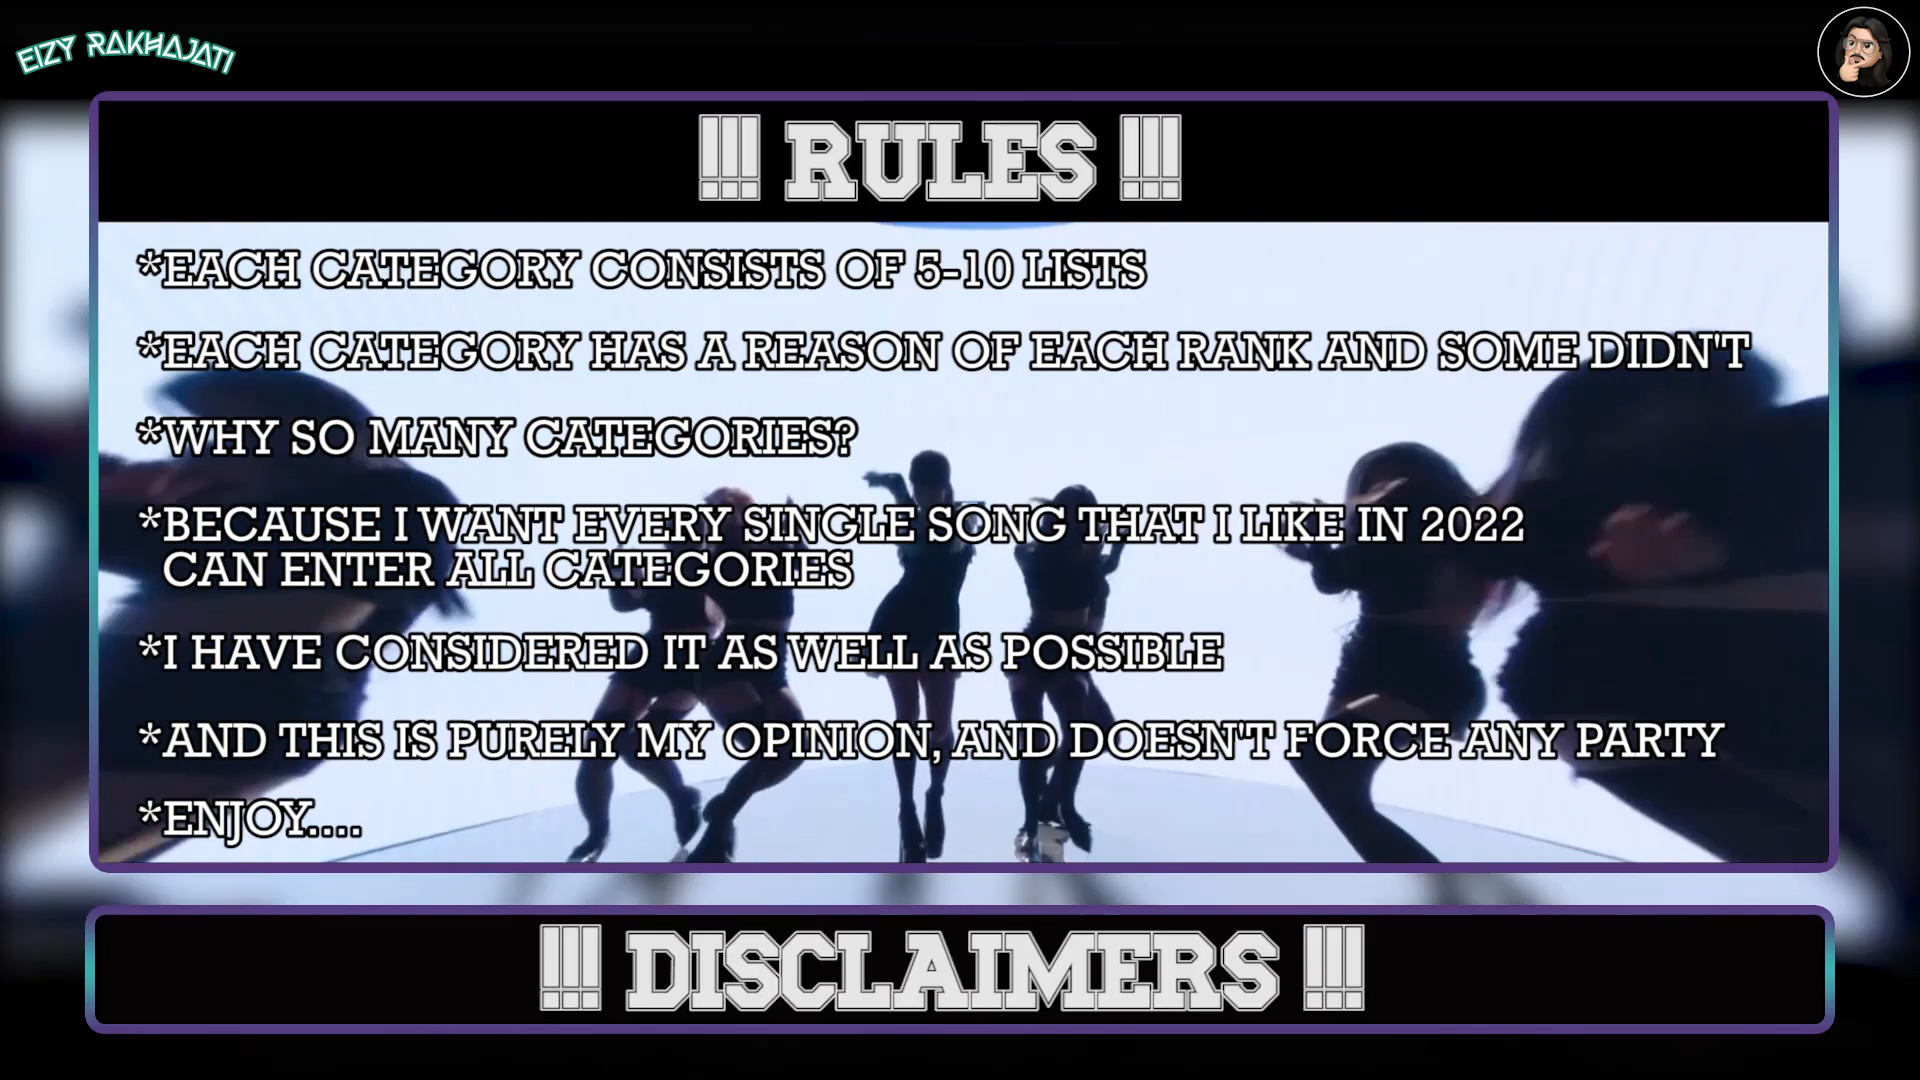 EIZY RAKHAJATI
!!! RULES !!!
*EACH CATEGORY CONSISTS OF 5-10 LISTS
*EACH CATEGORY HAS A REASON OF EACH RANK AND SOME DIDN'T
*WHY SO MANY CATEGORIES?
*BECAUSE I WANT EVERY SINGLE SONG THAT I LIKE IN 2022
CAN ENTER ALL CATEGORIES
*I HAVE CONSIDERED IT AS WELL AS POSSIBLE
*AND THIS IS PURELY MY OPINION, AND DOESN'T FORCE ANY PARTY
*ENJOY....
!!! DISCLAIMERS !!!